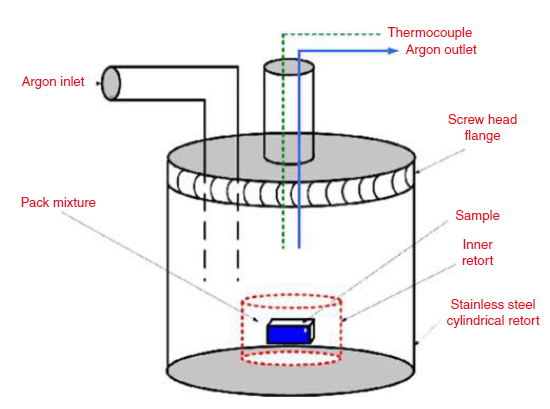 Thermocouple
Argon outlet
Argon inlet
Screw head
flange
Pack mixture
Sample
Inner
retort
Stainless steel
cylindrical retort